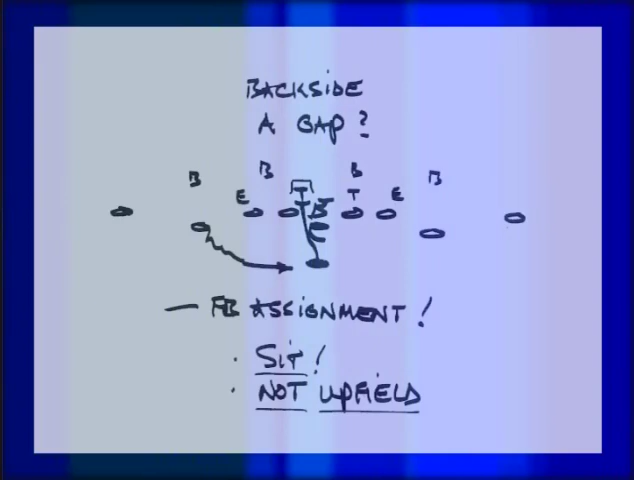 BACKSIDE
A GAP?
B B B B
E T T E
— FB ASSIGNMENT!
· SIT!
· NOT UPFIELD